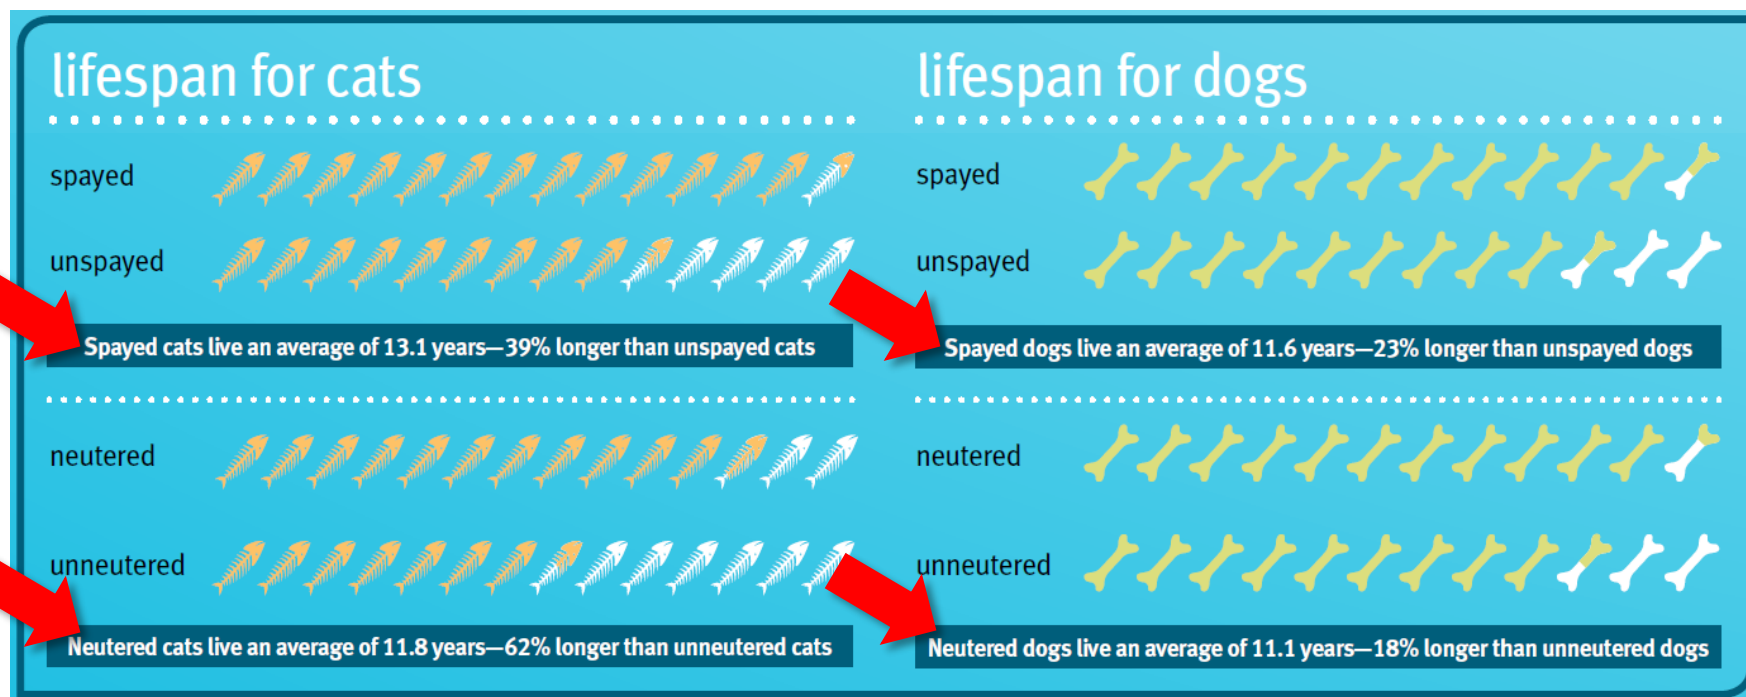 lifespan for cats
spayed
unspayed
Spayed cats live an average of 13.1 years—39% longer than unspayed cats
neutered
unneutered
Neutered cats live an average of 11.8 years—62% longer than unneutered cats
lifespan for dogs
spayed
unspayed
Spayed dogs live an average of 11.6 years—23% longer than unspayed dogs
neutered
unneutered
Neutered dogs live an average of 11.1 years—18% longer than unneutered dogs